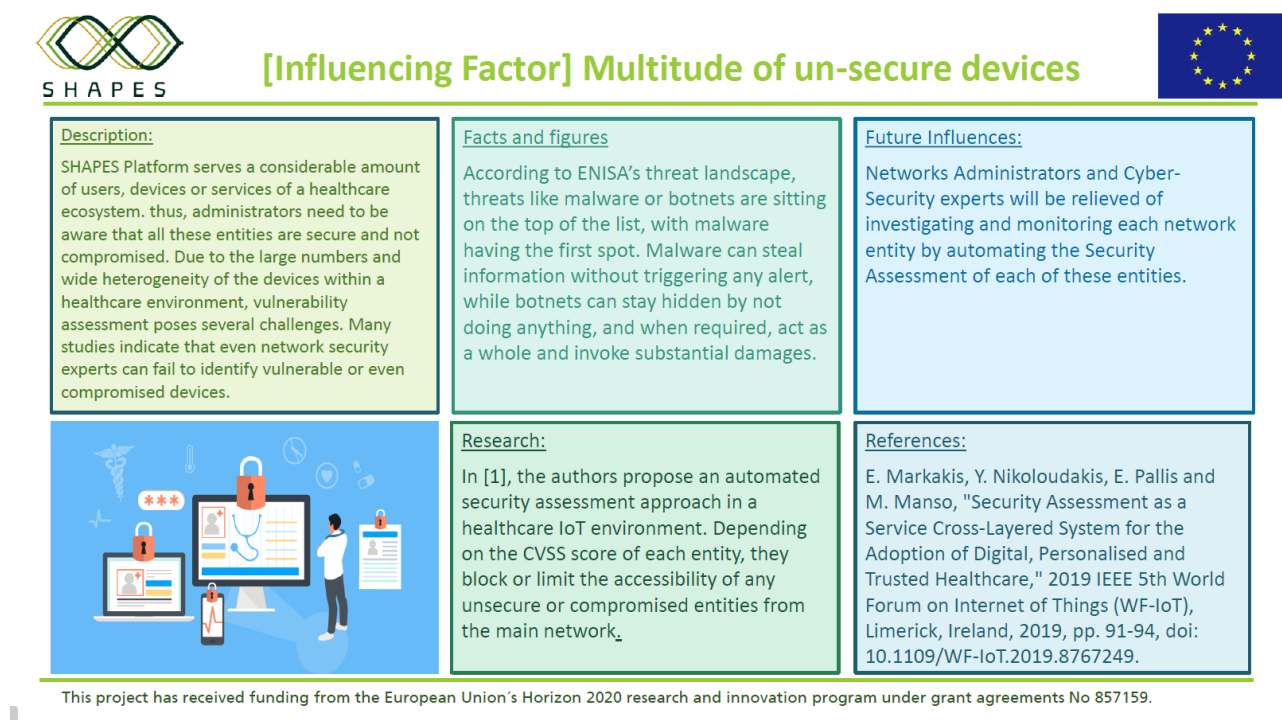 SHAPES
[Influencing Factor] Multitude of un-secure devices
Description:
SHAPES Platform serves a considerable amount
of users, devices or services of a healthcare
ecosystem. thus, administrators need to be
aware that all these entities are secure and not
compromised. Due to the large numbers and
wide heterogeneity of the devices within a
healthcare environment, vulnerability
assessment poses several challenges. Many
studies indicate that even network security
experts can fail to identify vulnerable or even
compromised devices.
Facts and figures
According to ENISA’s threat landscape,
threats like malware or botnets are sitting
on the top of the list, with malware
having the first spot. Malware can steal
information without triggering any alert,
while botnets can stay hidden by not
doing anything, and when required, act as
a whole and invoke substantial damages.
Future Influences:
Networks Administrators and Cyber-
Security experts will be relieved of
investigating and monitoring each network
entity by automating the Security
Assessment of each of these entities.
***
Research:
In [1], the authors propose an automated
security assessment approach in a
healthcare IoT environment. Depending
on the CVSS score of each entity, they
block or limit the accessibility of any
unsecure or compromised entities from
the main network.
References:
E. Markakis, Y. Nikoloudakis, E. Pallis and
M. Manso, "Security Assessment as a
Service Cross-Layered System for the
Adoption of Digital, Personalised and
Trusted Healthcare," 2019 IEEE 5th World
Forum on Internet of Things (WF-IoT),
Limerick, Ireland, 2019, pp. 91-94, doi:
10.1109/WF-IoT.2019.8767249.
This project has received funding from the European Union´s Horizon 2020 research and innovation program under grant agreements No 857159.